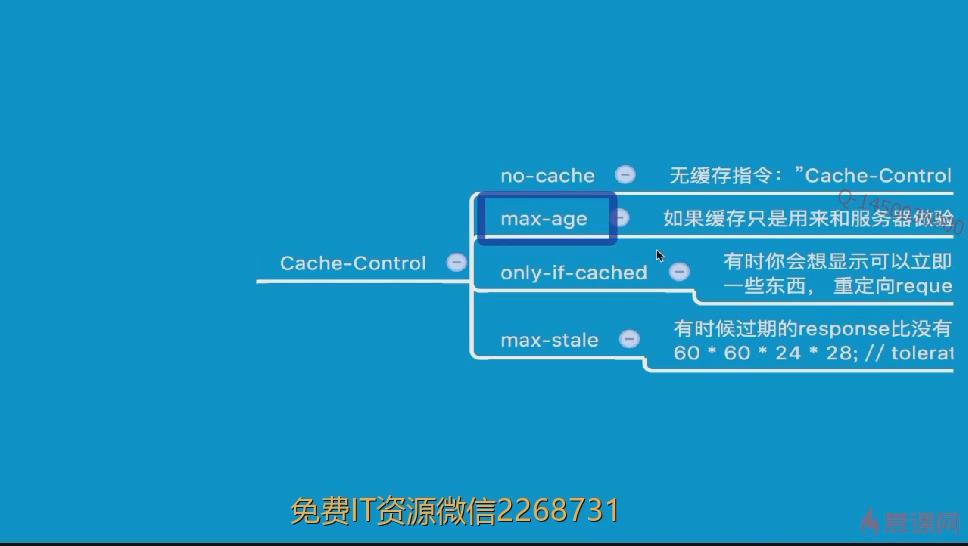 no-cache
无缓存指令："Cache-Control
max-age
如果缓存只是用来和服务器做验
Cache-Control
only-if-cached
有时你会想显示可以立即
一些东西， 重定向reque
max-stale
有时候过期的response比没有
60 * 60 * 24 * 28; // tolerat
免费IT资源微信2268731
慕课网